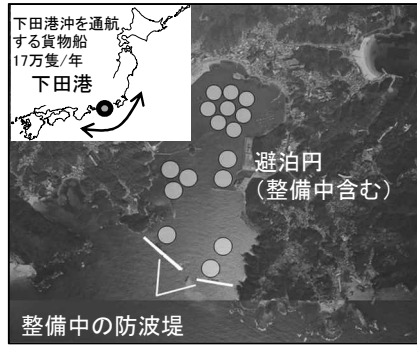 下田港沖を通航
する貨物船
17万隻/年
下田港
避泊円
(整備中含む)
整備中の防波堤